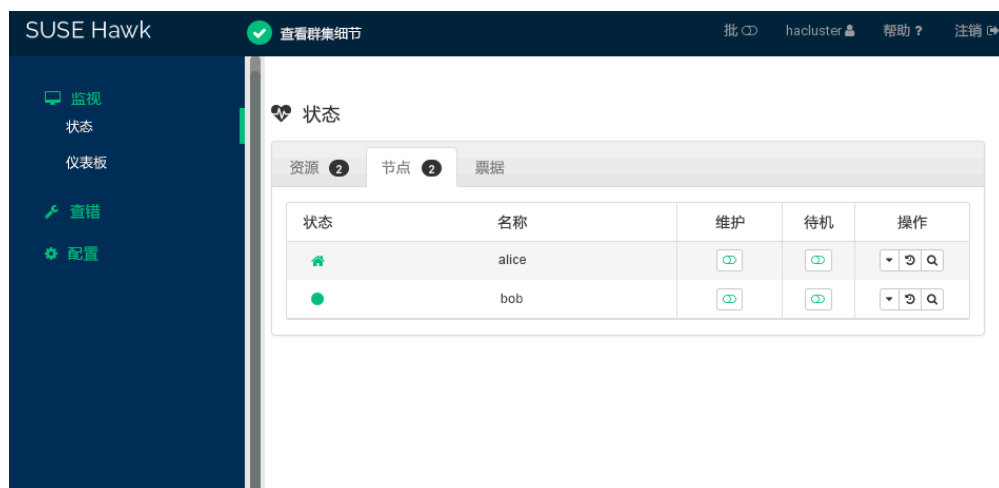 SUSE Hawk 查看群集细节 批 hacluster 帮助 ? 注销
监视
状态
仪表板
查错
配置
状态
资源 2 节点 2 票据
状态 名称 维护 待机 操作
alice
bob